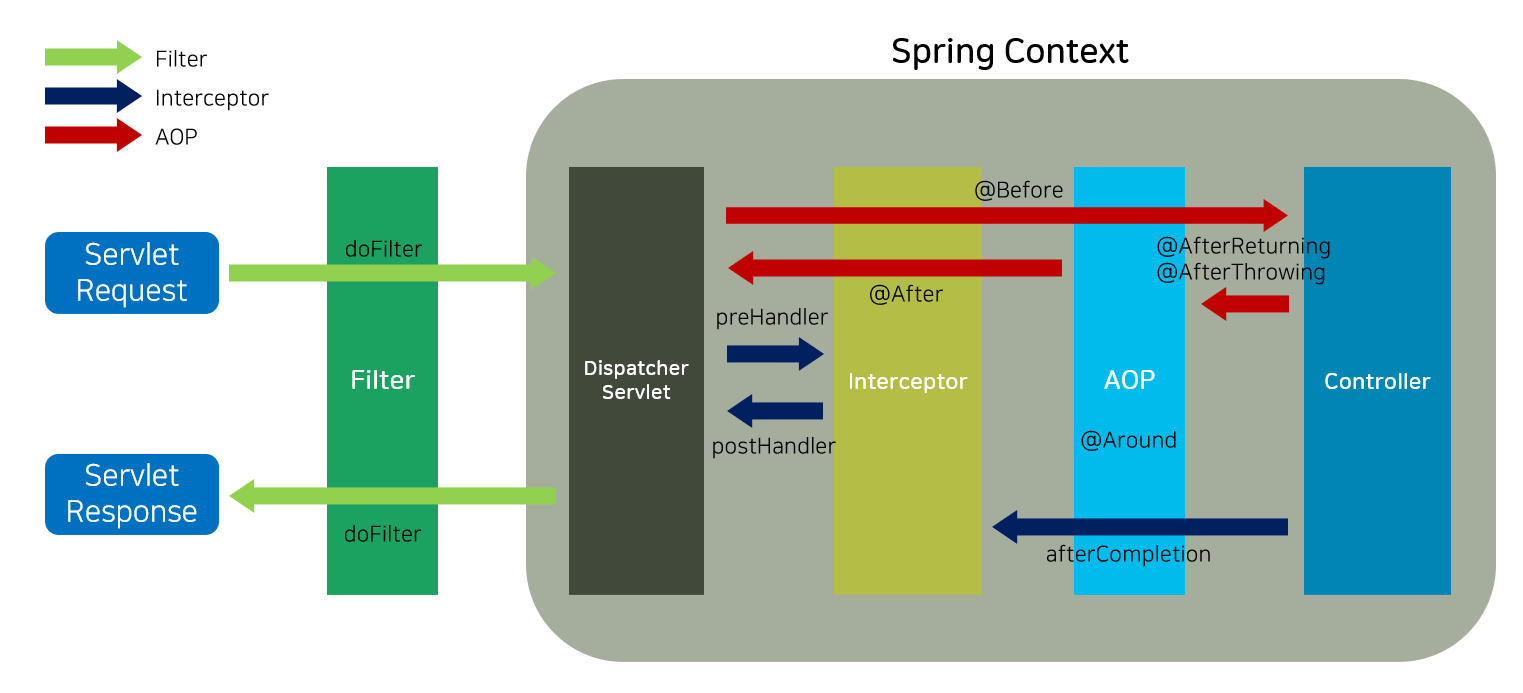 Spring Context
Filter
Interceptor
AOP
Servlet
Request
doFilter
Filter
Servlet
Response
doFilter
Dispatcher
Servlet
@Before
@AfterReturning
@AfterThrowing
@After
preHandler
postHandler
Interceptor
AOP
@Around
Controller
afterCompletion